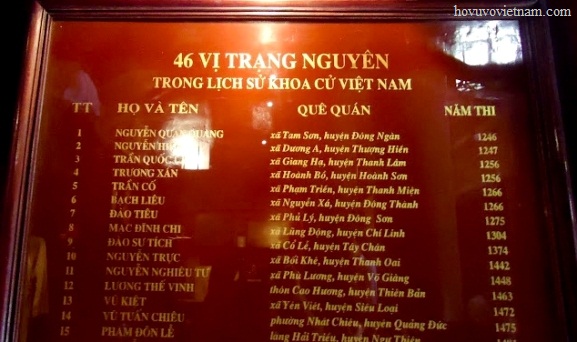 hovuvovietnam.com
46 VỊ TRẠNG NGUYÊN
TRONG LỊCH SỬ KHOA CỬ VIỆT NAM
TT HỌ VÀ TÊN QUÊ QUÁN NĂM THI
1 NGUYỄN QUAN QUANG xã Tam Sơn, huyện Đông Ngàn 1246
2 NGUYỄN xã Dương A, huyện Thượng Hiền 1247
3 TRẦN QUỐC xã Giang Hạ, huyện Thanh Lâm 1256
4 TRƯƠNG XÁN xã Hoành Bồ, huyện Hoành Sơn 1256
5 TRẦN CỐ xã Phạm Triền, huyện Thanh Miện 1266
6 BẠCH LIÊU xã Nguyễn Xá, huyện Đông Thành 1266
7 ĐÀO TIÊU xã Phủ Lý, huyện Đông Sơn 1275
8 MẠC ĐĨNH CHI xã Lũng Động, huyện Chí Linh 1304
9 ĐÀO SƯ TÍCH xã Cổ Lễ, huyện Tây Chân 1374
10 NGUYỄN TRỰC xã Bối Khê, huyện Thanh Oai 1442
11 NGUYỄN NGHIÊU TƯ xã Phù Lương, huyện Võ Giàng 1448
12 LƯƠNG THẾ VINH thôn Cao Hương, huyện Thiên Bản 1463
13 VŨ KIỆT xã Yên Việt, huyện Siêu Loại 1472
14 VŨ TUẤN CHIÊU phường Nhật Chiêu, huyện Quảng Đức 1475
15 PHẠM ĐÔN LỄ làng Hải Triều, huyện Ngự Thiên